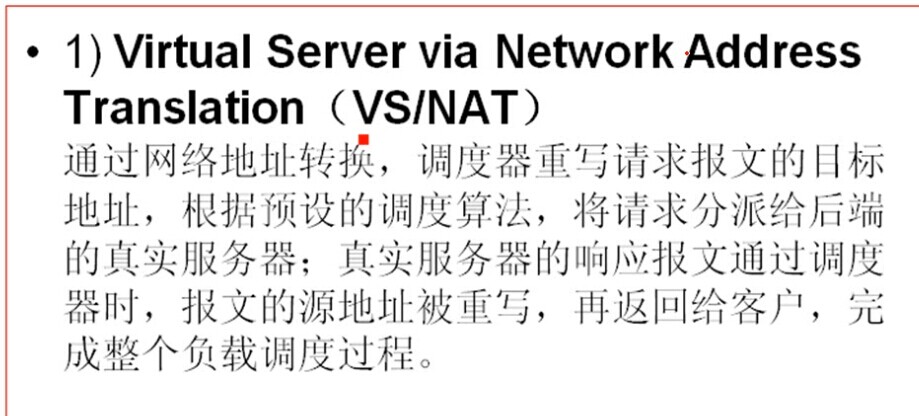 • 1) Virtual Server via Network Address
Translation（VS/NAT）
通过网络地址转换，调度器重写请求报文的目标
地址，根据预设的调度算法，将请求分派给后端
的真实服务器；真实服务器的响应报文通过调度
器时，报文的源地址被重写，再返回给客户，完
成整个负载调度过程。